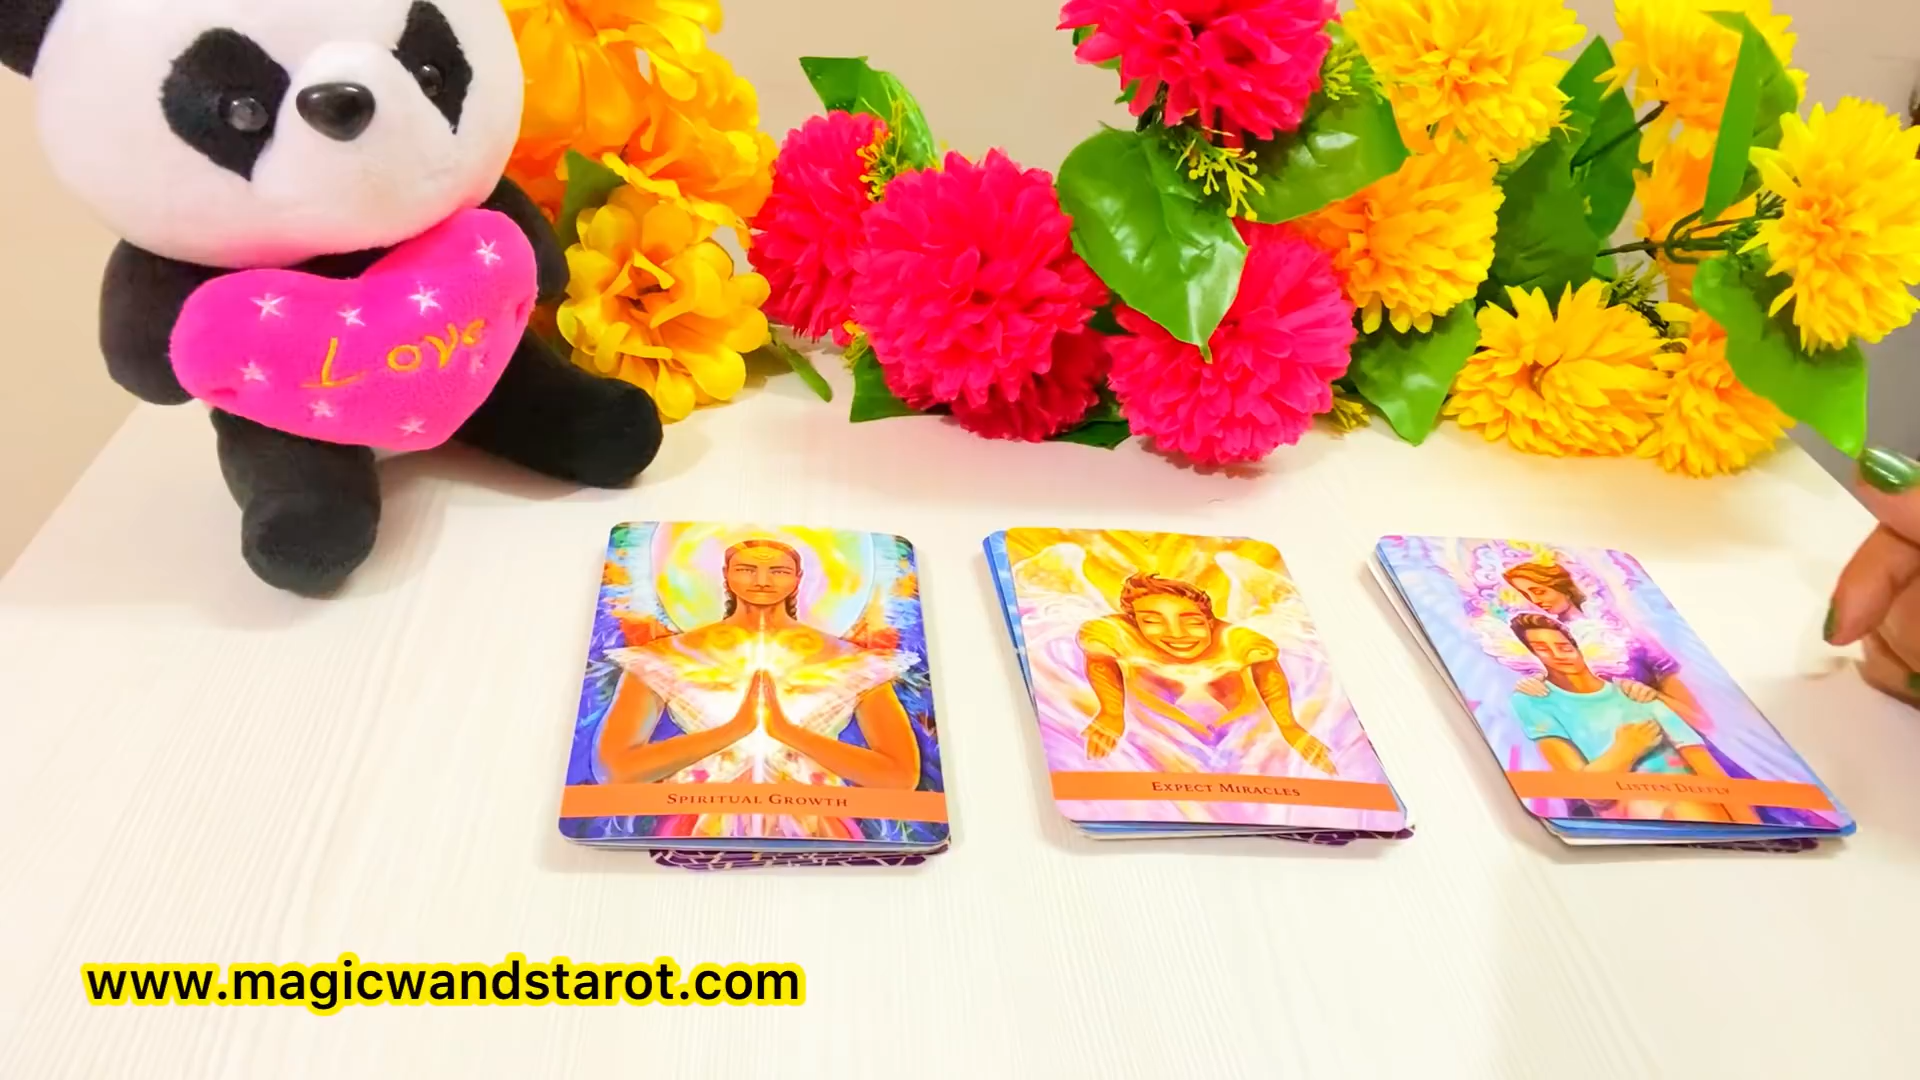 Love
SPIRITUAL GROWTH
EXPECT MIRACLES
LISTEN DEEPLY
www.magicwandstarot.com